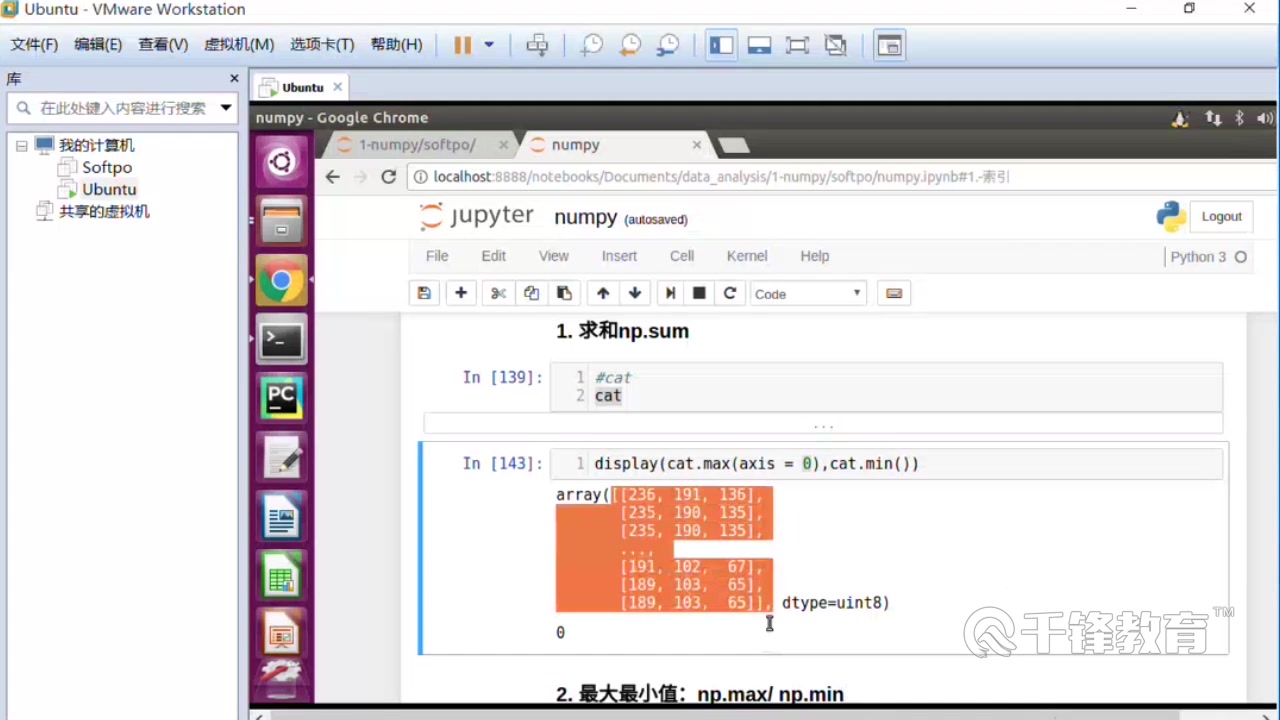 Ubuntu - VMware Workstation
文件(F) 编辑(E) 查看(V) 虚拟机(M) 选项卡(T) 帮助(H)
库
在此处键入内容进行搜索
我的计算机
Softpo
Ubuntu
共享的虚拟机
Ubuntu
numpy - Google Chrome
1-numpy/softpo/
numpy
localhost:8888/notebooks/Documents/data_analysis/1-numpy/softpo/numpy.ipynb#1.-索引
jupyter numpy (autosaved)
Logout
File Edit View Insert Cell Kernel Help
Python 3
Code
1. 求和np.sum
In [139]:
1 #cat
2 cat
...
In [143]:
1 display(cat.max(axis = 0),cat.min())
array([[236, 191, 136],
[235, 190, 135],
[235, 190, 135],
...,
[191, 102,  67],
[189, 103,  65],
[189, 103,  65]], dtype=uint8)
0
2. 最大最小值：np.max/ np.min
PC
千锋教育™